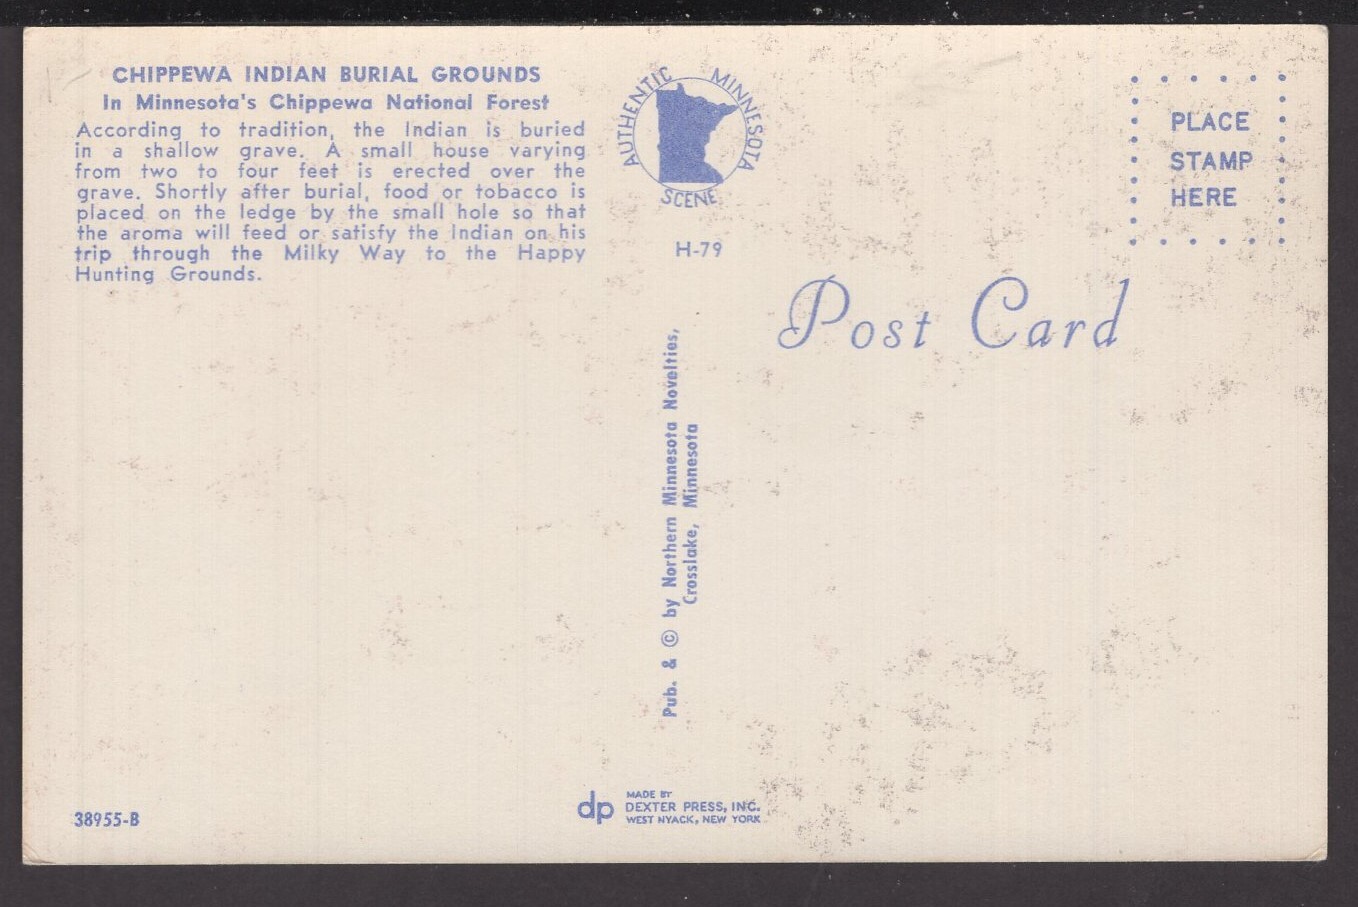 CHIPPEWA INDIAN BURIAL GROUNDS
In Minnesota's Chippewa National Forest
According to tradition, the Indian is buried
in a shallow grave. A small house varying
from two to four feet is erected over the
grave. Shortly after burial, food or tobacco is
placed on the ledge by the small hole so that
the aroma will feed or satisfy the Indian on his
trip through the Milky Way to the Happy
Hunting Grounds.
AUTHENTIC MINNESOTA
SCENE
H-79
PLACE
STAMP
HERE
Post Card
Pub. & © by Northern Minnesota Novelties,
Crosslake, Minnesota
38955-B
dp
MADE BY
DEXTER PRESS, INC.
WEST NYACK, NEW YORK